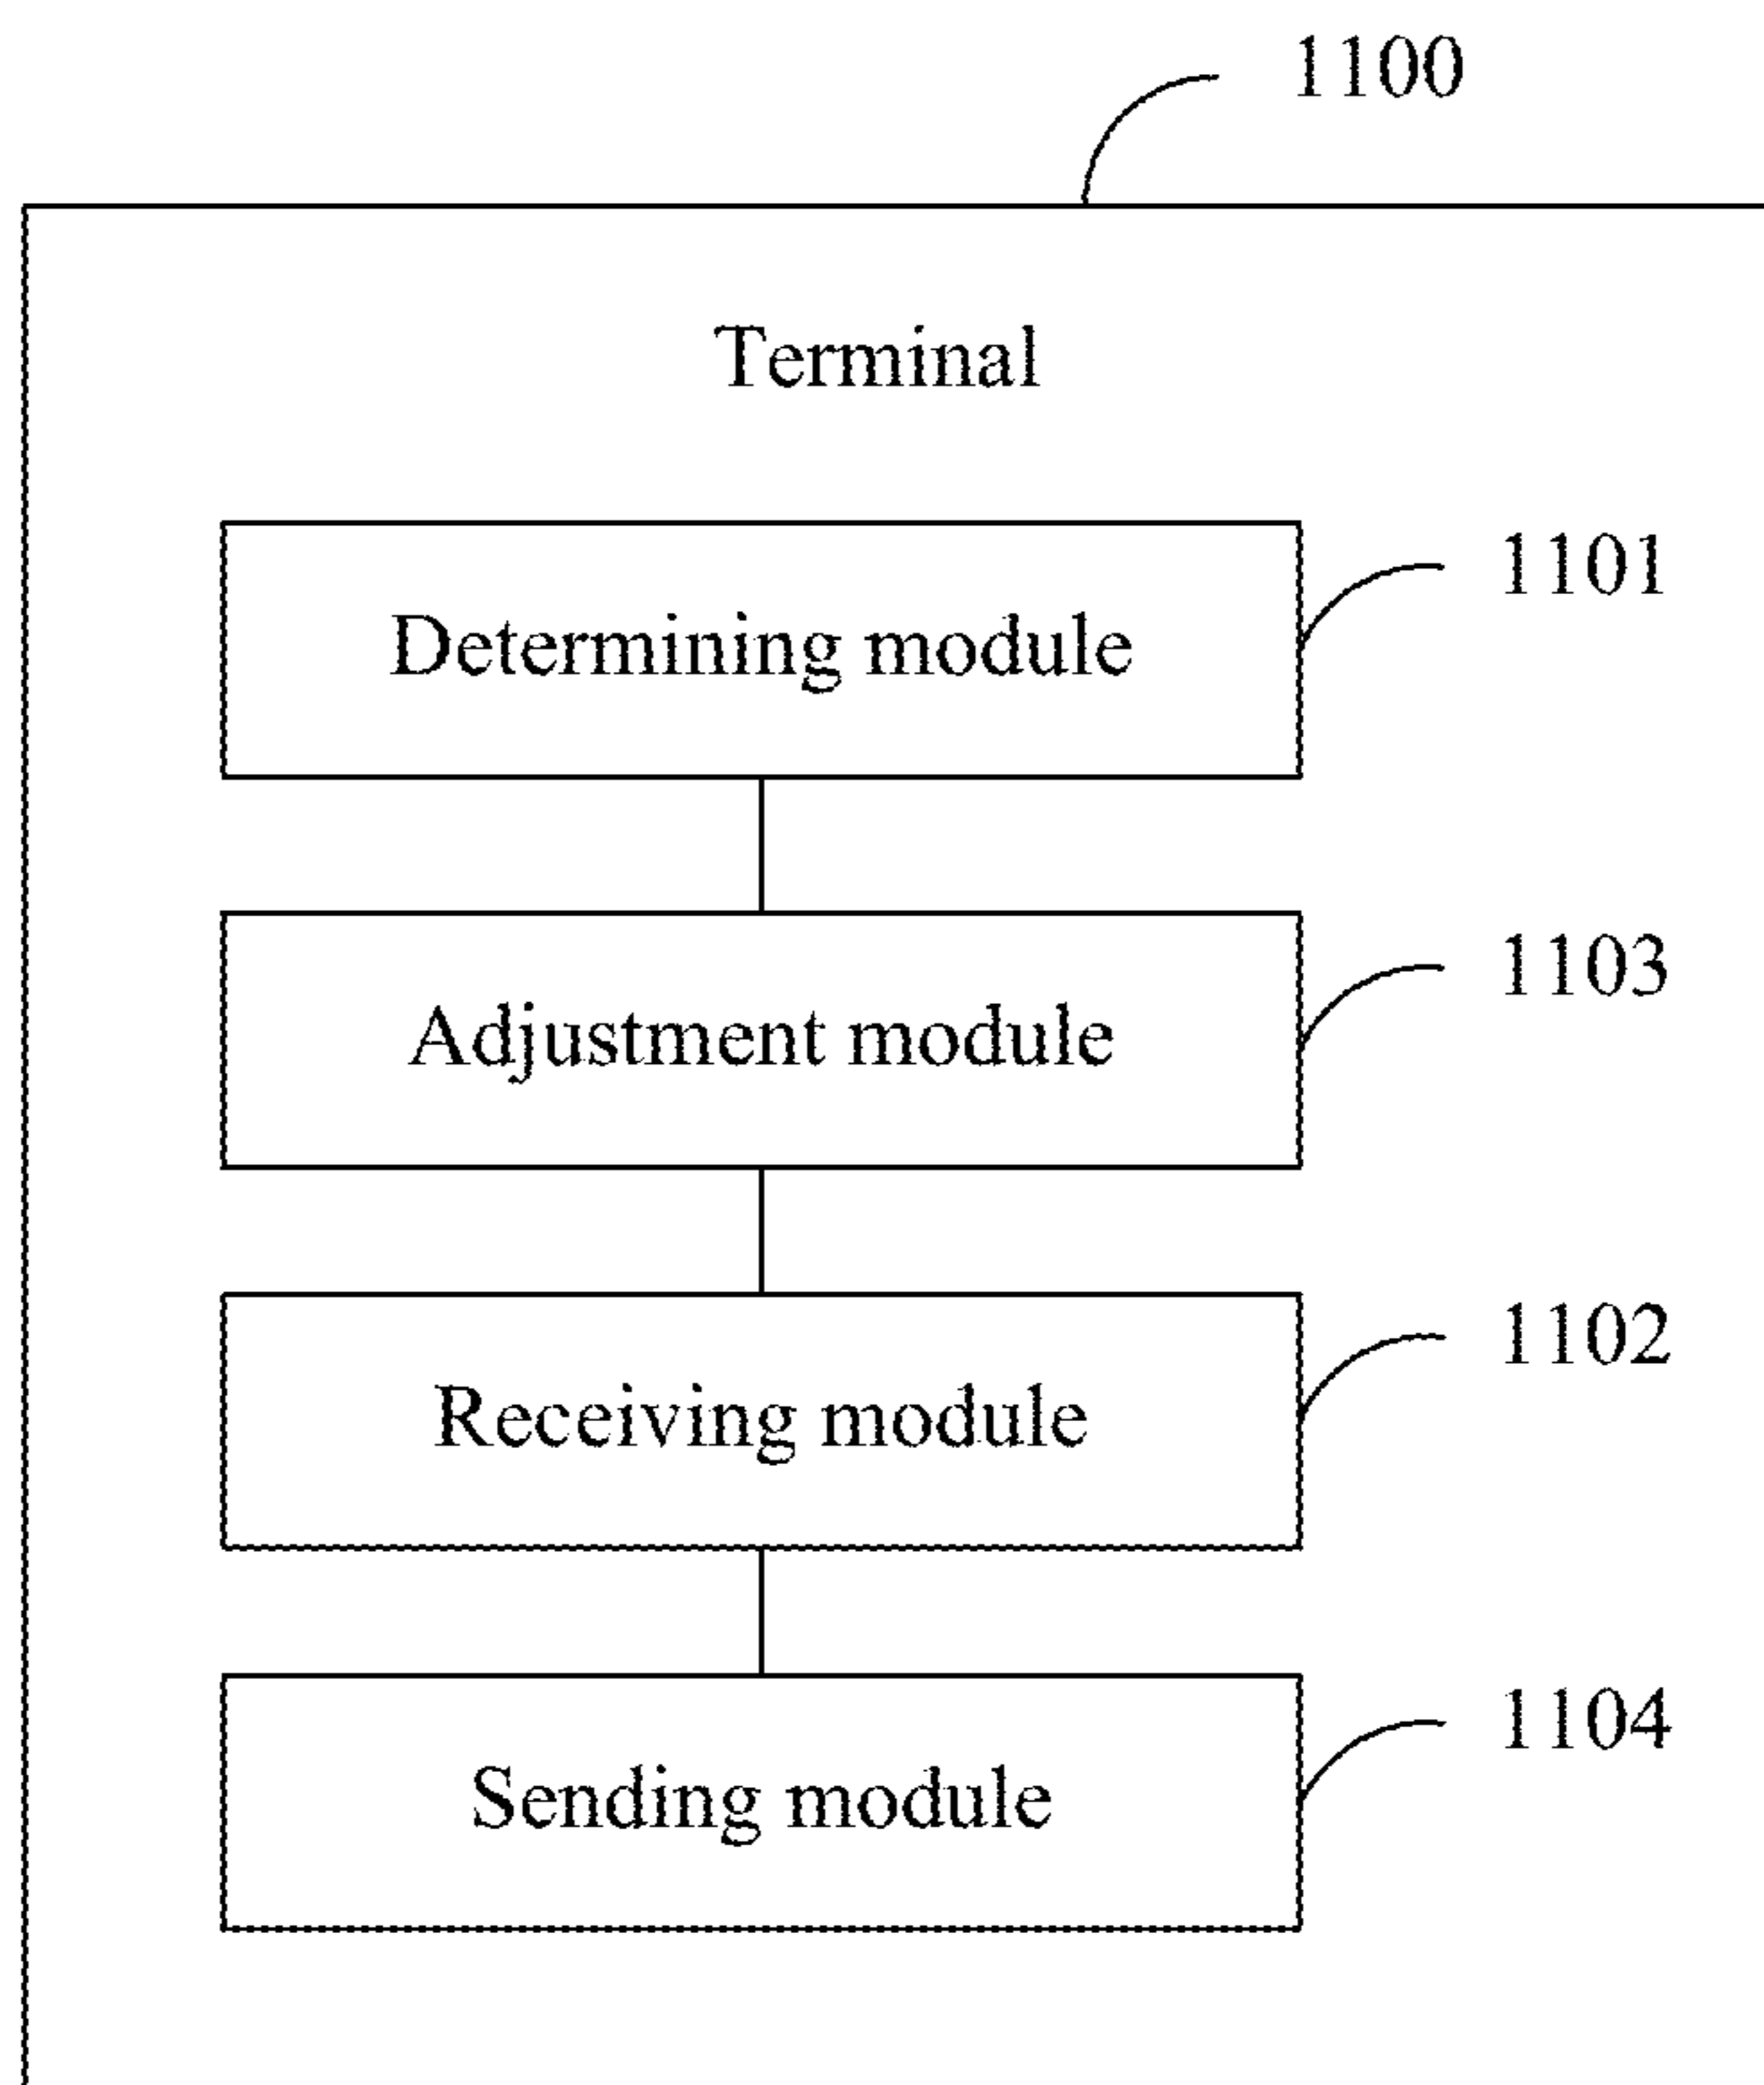 1100
Terminal
Determining module
1101
Adjustment module
1103
Receiving module
1102
Sending module
1104